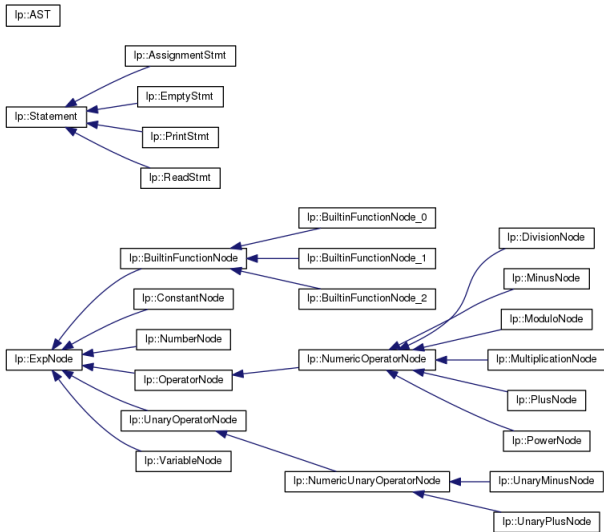 lp::AST
lp::AssignmentStmt
lp::EmptyStmt
lp::Statement
lp::PrintStmt
lp::ReadStmt
lp::BuiltinFunctionNode_0
lp::DivisionNode
lp::BuiltinFunctionNode
lp::BuiltinFunctionNode_1
lp::MinusNode
lp::ConstantNode
lp::BuiltinFunctionNode_2
lp::ModuloNode
lp::NumberNode
lp::ExpNode
lp::NumericOperatorNode
lp::MultiplicationNode
lp::OperatorNode
lp::PlusNode
lp::UnaryOperatorNode
lp::PowerNode
lp::VariableNode
lp::NumericUnaryOperatorNode
lp::UnaryMinusNode
lp::UnaryPlusNode